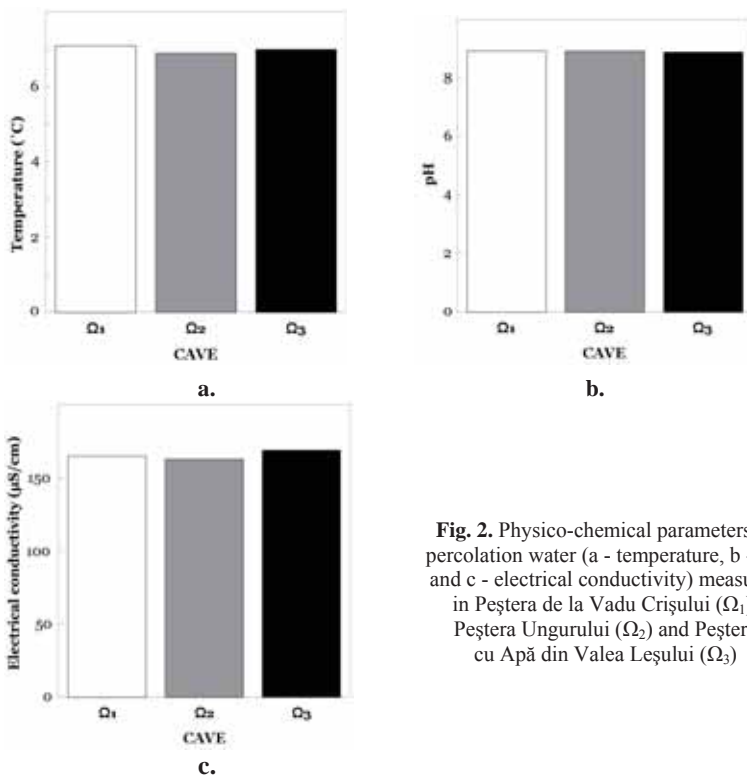 6
4
2
0
Temperature (°C)
Ω1 Ω2 Ω3
CAVE
a.
8
6
4
2
0
pH
Ω1 Ω2 Ω3
CAVE
b.
150
100
50
0
Electrical conductivity (µS/cm)
Ω1 Ω2 Ω3
CAVE
c.
Fig. 2. Physico-chemical parameters
percolation water (a - temperature, b -
and c - electrical conductivity) measu
in Peştera de la Vadu Crişului (Ω1)
Peştera Ungurului (Ω2) and Peşter
cu Apă din Valea Leşului (Ω3)